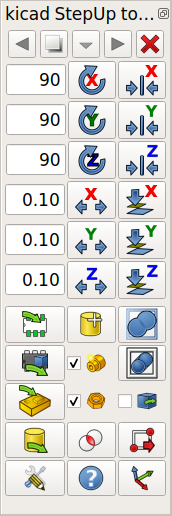 kicad StepUp to...
90 X X
90 Y Y
90 Z Z
0.10 X X
0.10 Y Y
0.10 Z Z
?